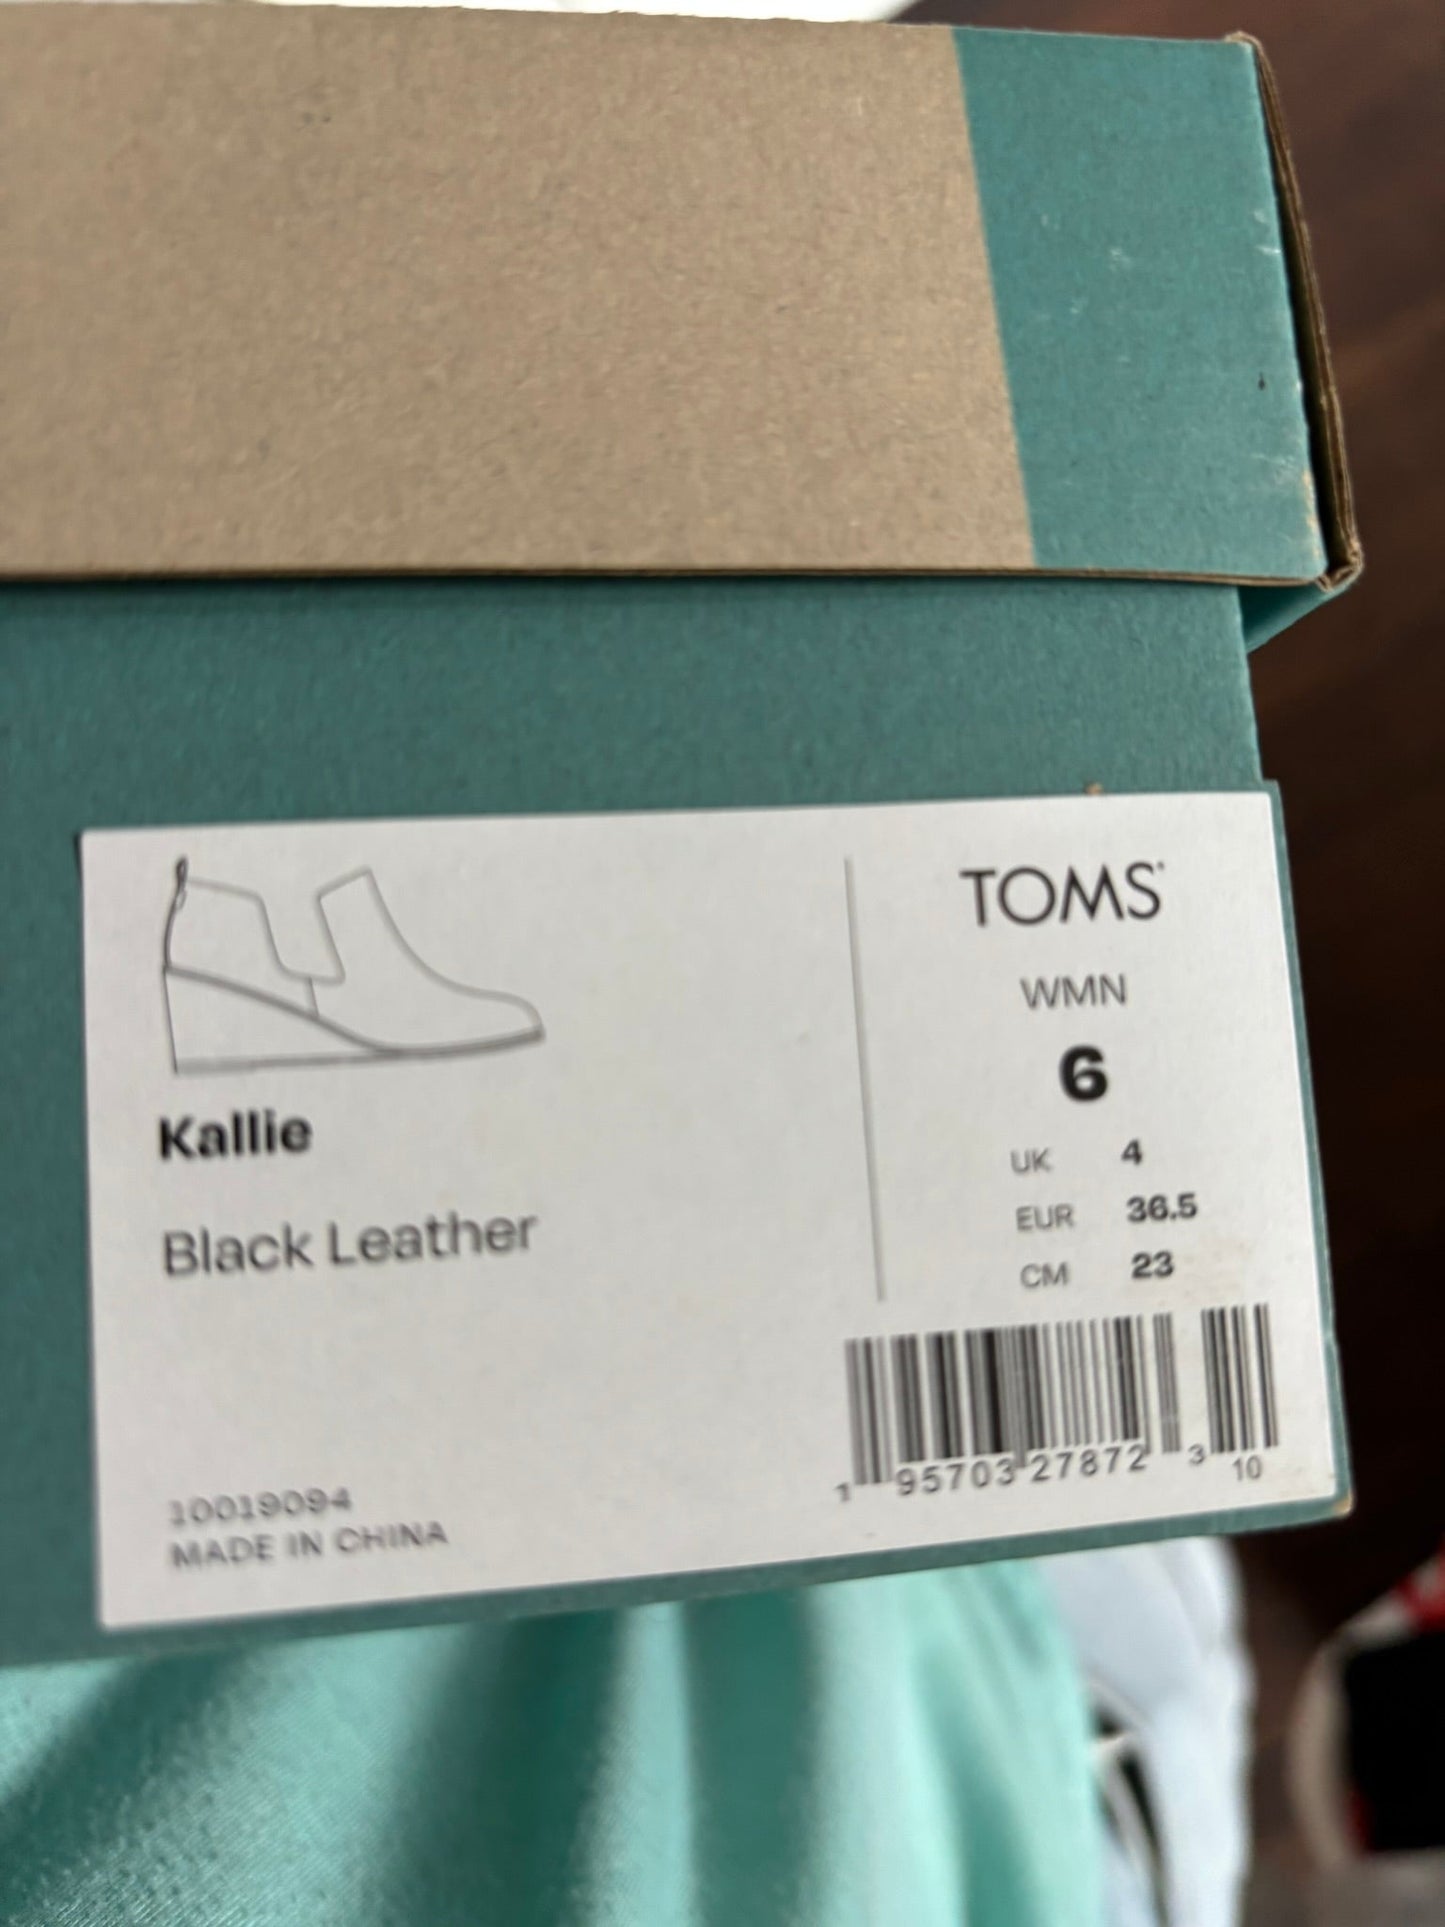 TOMS
WMN
6
UK 4
EUR 36.5
CM 23
Kallie
Black Leather
10019094
MADE IN CHINA
1 95703 27872 3 10